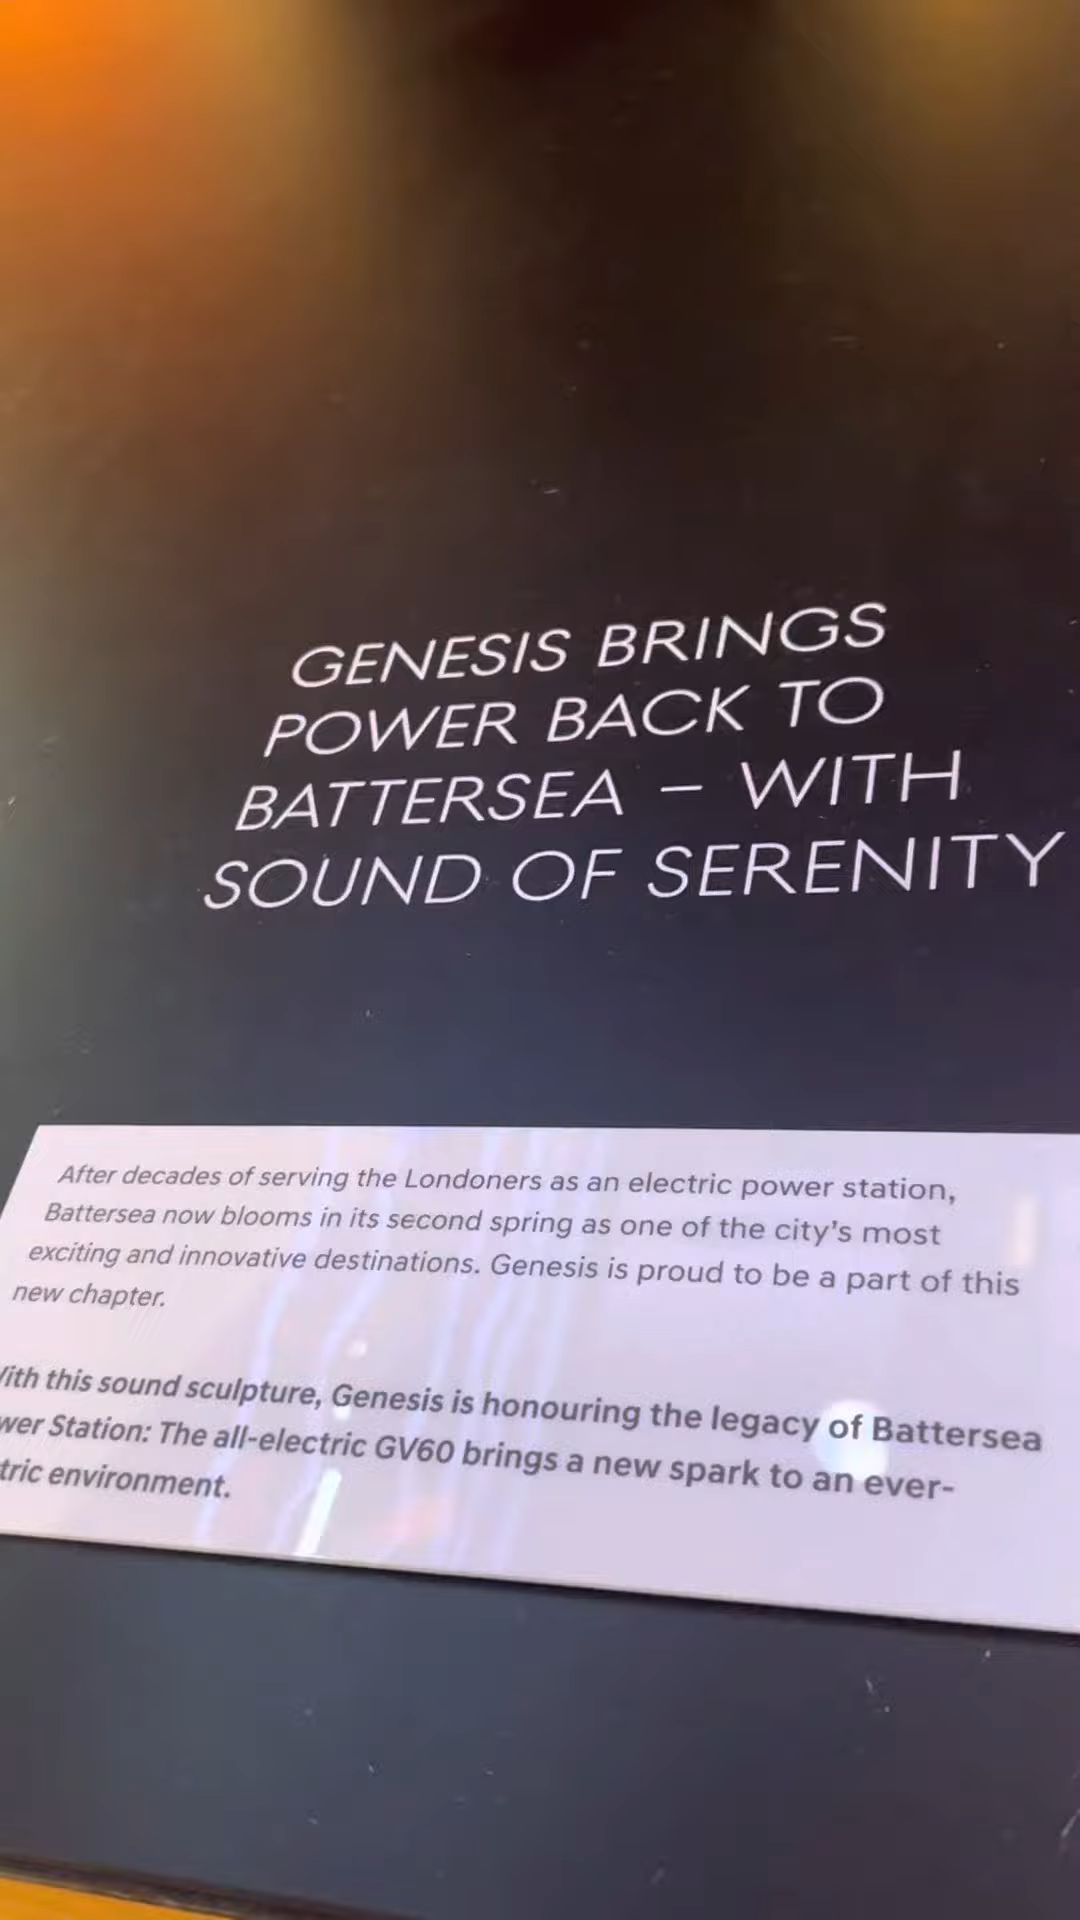 GENESIS BRINGS
POWER BACK TO
BATTERSEA – WITH
SOUND OF SERENITY
After decades of serving the Londoners as an electric power station,
Battersea now blooms in its second spring as one of the city's most
exciting and innovative destinations. Genesis is proud to be a part of this
new chapter.
this sound sculpture, Genesis is honouring the legacy of Battersea
Station: The all-electric GV60 brings a new spark to an ever-
environment.